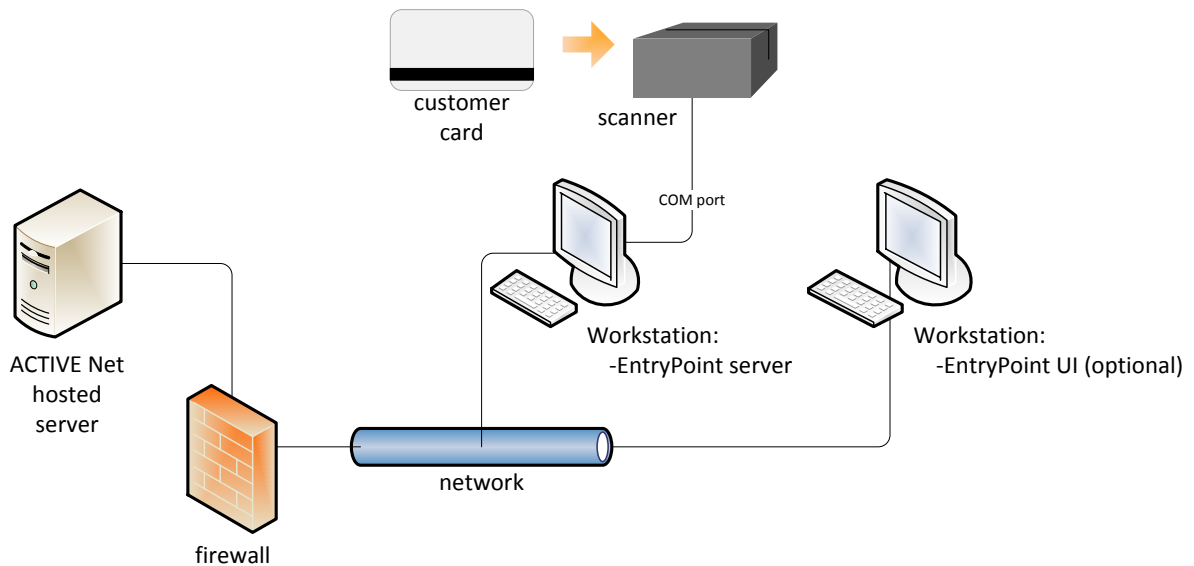 customer
card
scanner
COM port
ACTIVE Net
hosted
server
Workstation:
-EntryPoint server
Workstation:
-EntryPoint UI (optional)
network
firewall